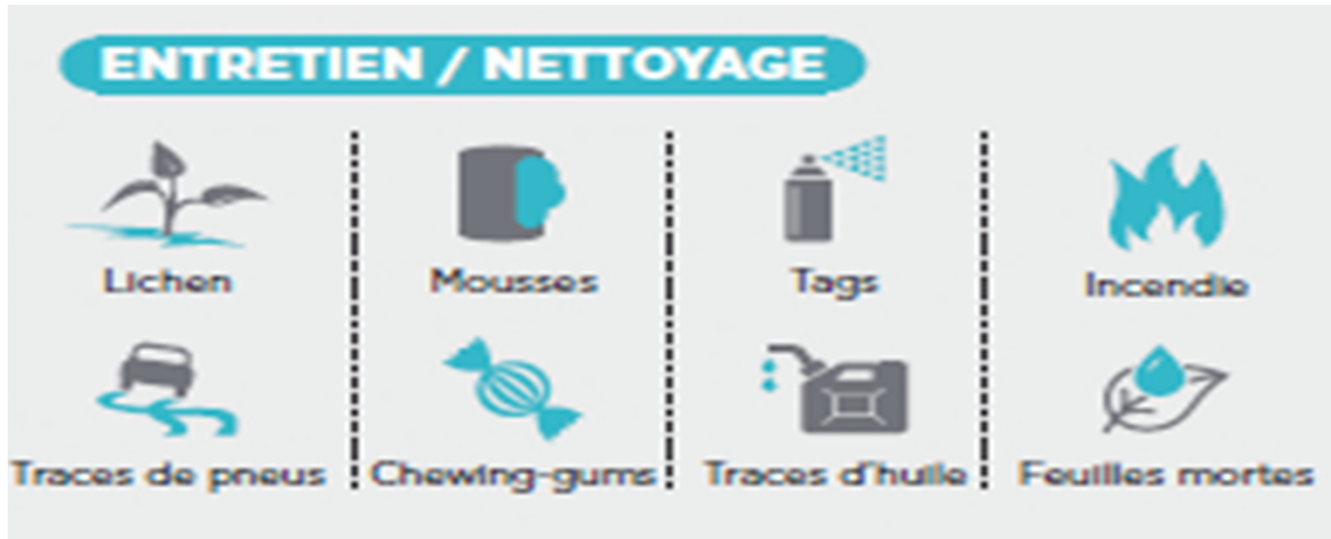 ENTRETIEN / NETTOYAGE
Lichen
Mousses
Tags
Incendie
Traces de pneus
Chewing-gums
Traces d'huile
Feuilles mortes